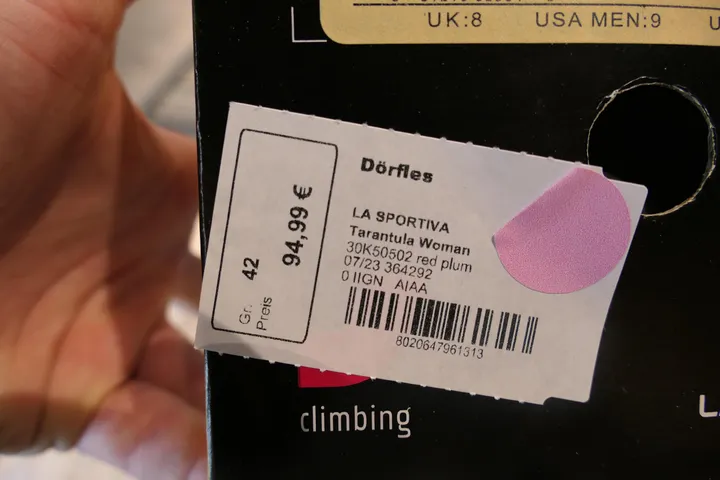 UK:8 USA MEN:9 U
Dörfles
LA SPORTIVA
Tarantula Woman
30K50502 red plum
07/23 364292
0 IIGN AIAA
8020647961313
Gr. 42
Preis 94,99 €
climbing
L